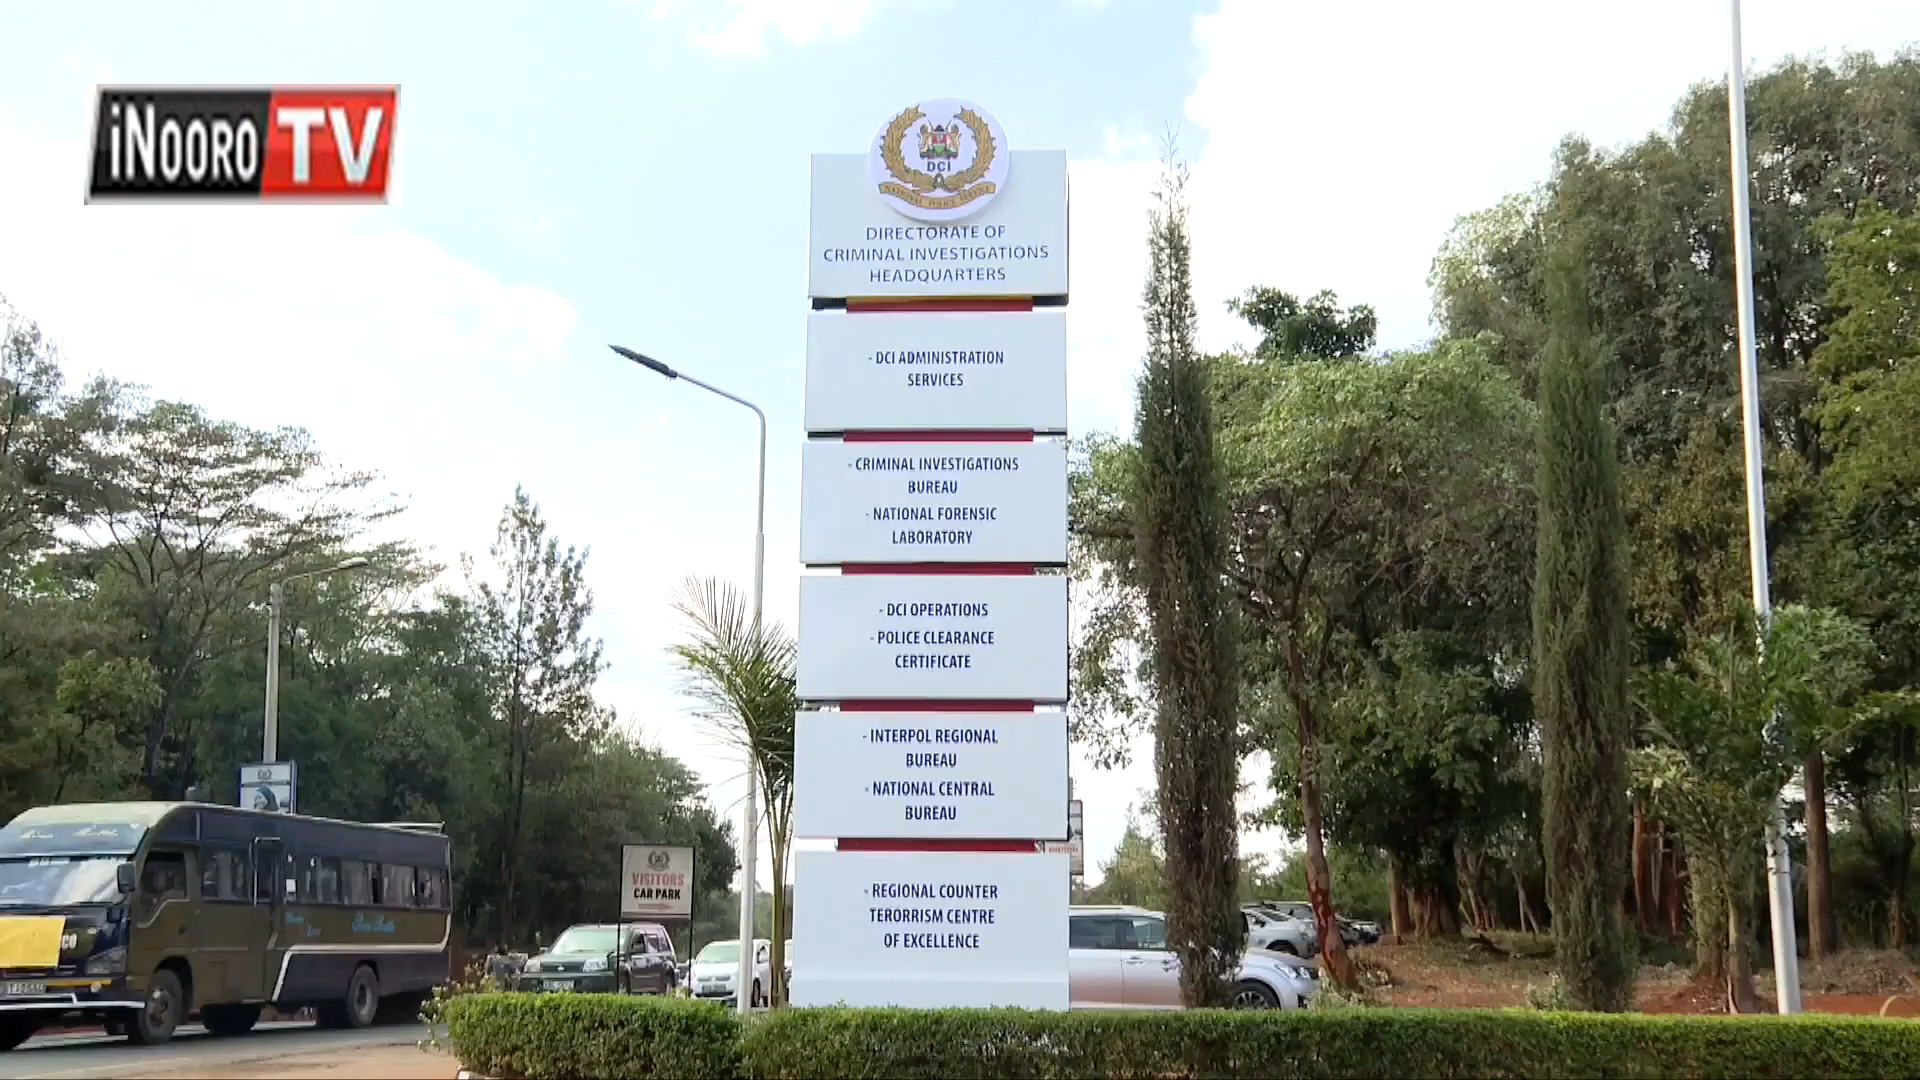 iNOORO TV
DCI
NATIONAL POLICE SERVICE
DIRECTORATE OF
CRIMINAL INVESTIGATIONS
HEADQUARTERS
- DCI ADMINISTRATION
SERVICES
- CRIMINAL INVESTIGATIONS
BUREAU
- NATIONAL FORENSIC
LABORATORY
- DCI OPERATIONS
- POLICE CLEARANCE
CERTIFICATE
- INTERPOL REGIONAL
BUREAU
- NATIONAL CENTRAL
BUREAU
- REGIONAL COUNTER
TERORRISM CENTRE
OF EXCELLENCE
VISITORS
CAR PARK